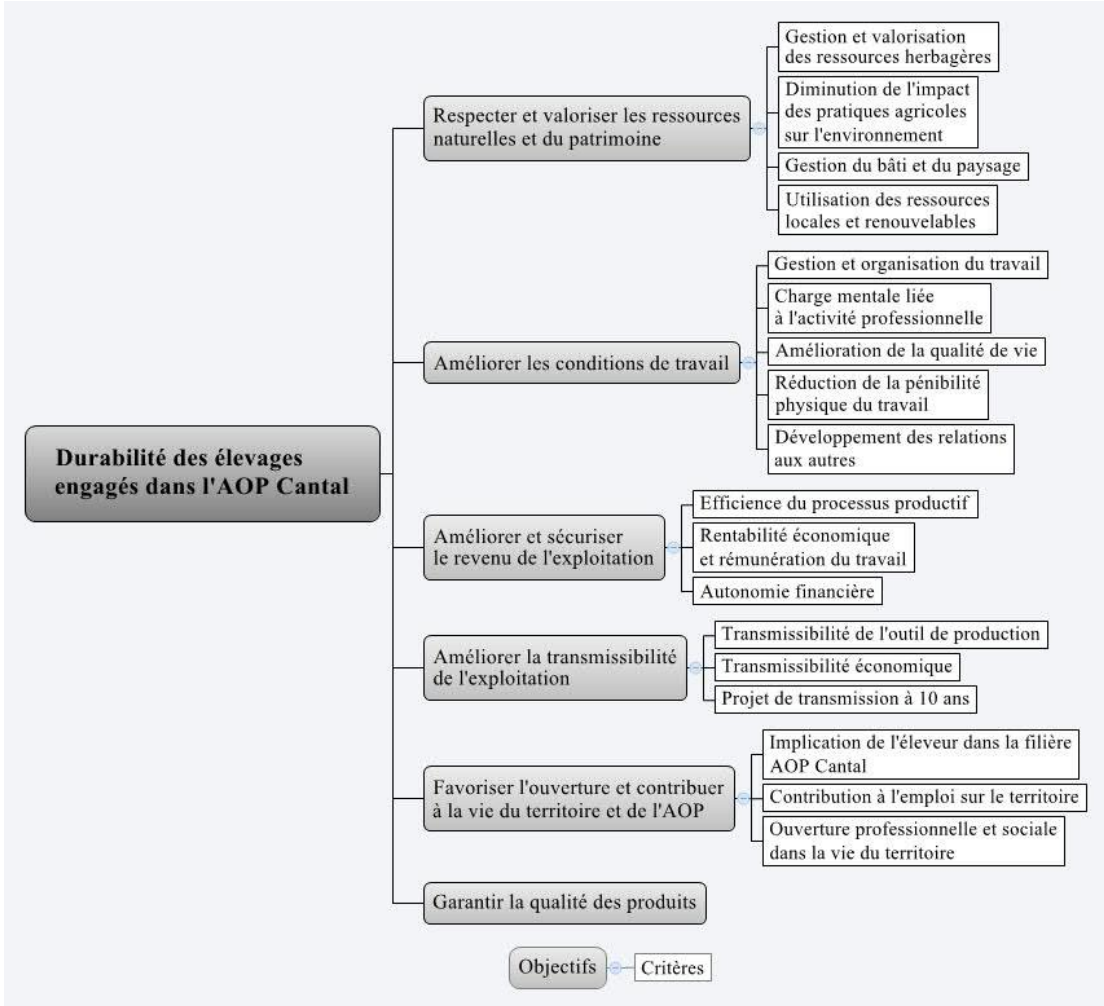 Durabilité des élevages
engagés dans l'AOP Cantal
Respecter et valoriser les ressources
naturelles et du patrimoine
Gestion et valorisation
des ressources herbagères
Diminution de l'impact
des pratiques agricoles
sur l'environnement
Gestion du bâti et du paysage
Utilisation des ressources
locales et renouvelables
Améliorer les conditions de travail
Gestion et organisation du travail
Charge mentale liée
à l'activité professionnelle
Amélioration de la qualité de vie
Réduction de la pénibilité
physique du travail
Développement des relations
aux autres
Améliorer et sécuriser
le revenu de l'exploitation
Efficience du processus productif
Rentabilité économique
et rémunération du travail
Autonomie financière
Améliorer la transmissibilité
de l'exploitation
Transmissibilité de l'outil de production
Transmissibilité économique
Projet de transmission à 10 ans
Favoriser l'ouverture et contribuer
à la vie du territoire et de l'AOP
Implication de l'éleveur dans la filière
AOP Cantal
Contribution à l'emploi sur le territoire
Ouverture professionnelle et sociale
dans la vie du territoire
Garantir la qualité des produits
Objectifs
Critères